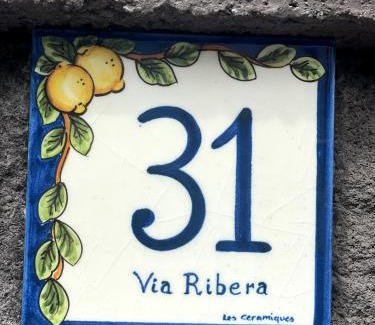 31
Via Ribera
Les Ceramiques